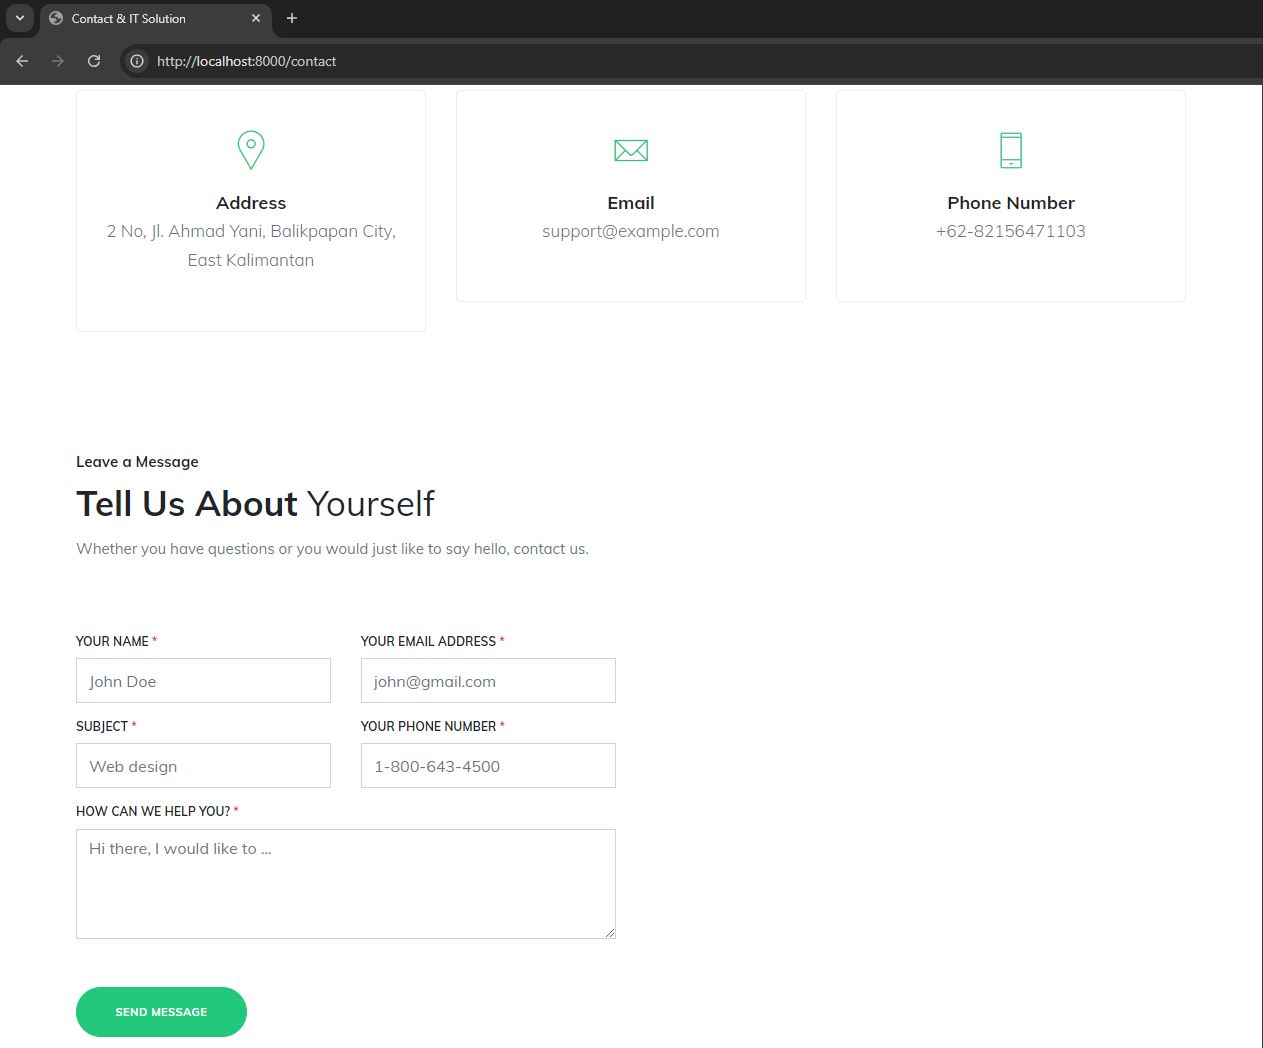 Contact & IT Solution
http://localhost:8000/contact
Address
2 No, Jl. Ahmad Yani, Balikpapan City,
East Kalimantan
Email
support@example.com
Phone Number
+62-82156471103
Leave a Message
Tell Us About Yourself
Whether you have questions or you would just like to say hello, contact us.
YOUR NAME *
John Doe
YOUR EMAIL ADDRESS *
john@gmail.com
SUBJECT *
Web design
YOUR PHONE NUMBER *
1-800-643-4500
HOW CAN WE HELP YOU? *
Hi there, I would like to ...
SEND MESSAGE